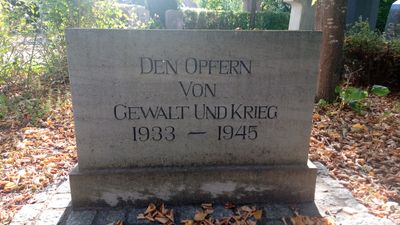 DEN OPFERN
VON
GEWALT UND KRIEG
1933 — 1945